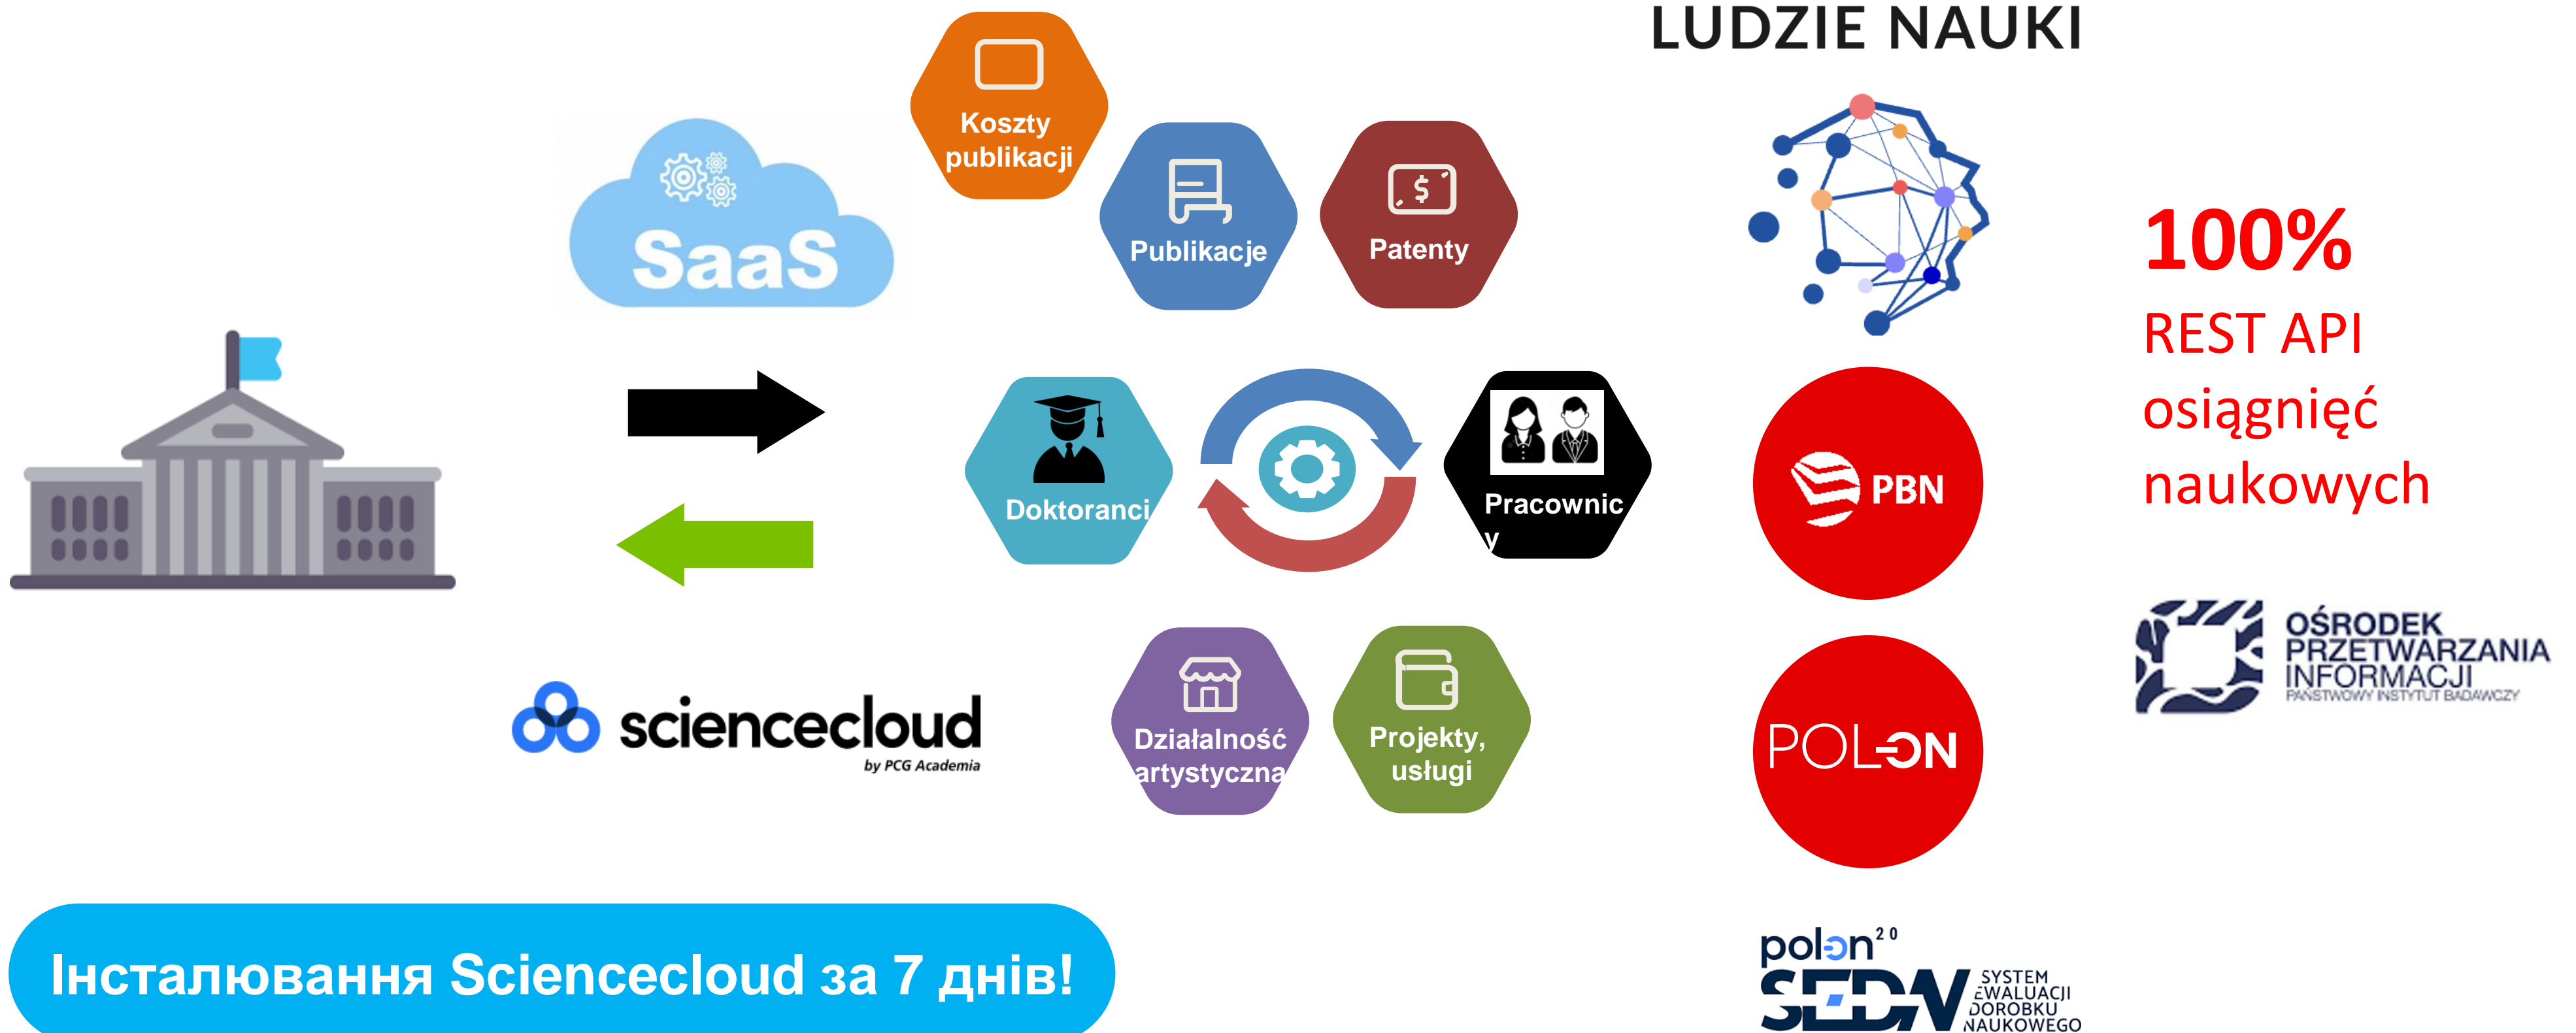 LUDZIE NAUKI
Koszty
publikacji
SaaS
Publikacje
Patenty
100%
REST API
osiągnięć
naukowych
Doktoranci
Pracownic
y
PBN
OŚRODEK
PRZETWARZANIA
INFORMACJI
PAŃSTWOWY INSTYTUT BADAWCZY
sciencecloud
by PCG Academia
Działalność
artystyczna
Projekty,
usługi
POL-ON
Інсталювання Sciencecloud за 7 днів!
polon 2 0
SEDN
SYSTEM
EWALUACJI
DOROBKU
NAUKOWEGO